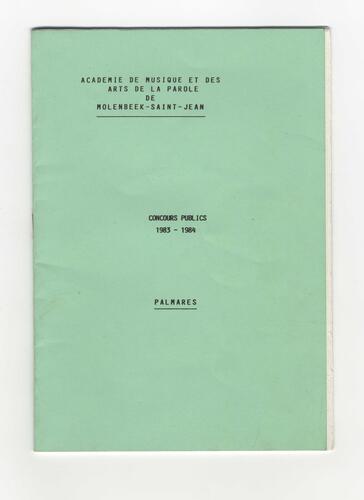 ACADEMIE DE MUSIQUE ET DES
ARTS DE LA PAROLE
DE
MOLENBEEK-SAINT-JEAN
CONCOURS PUBLICS
1983 - 1984
PALMARES